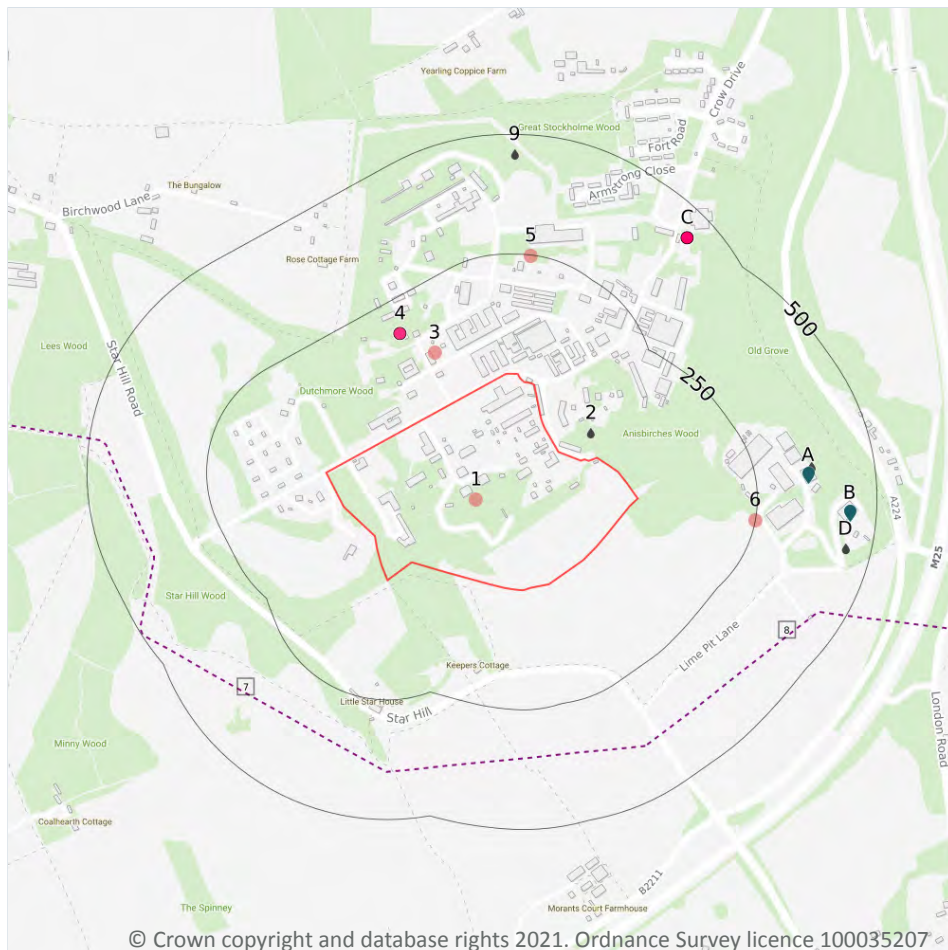 Yearling Coppice Farm
Crow Drive
9
Great Stockholme Wood
Fort Road
Armstrong Close
The Bungalow
Birchwood Lane
C
5
Rose Cottage Farm
4
500
3
Lees Wood
Star Hill Road
Old Grove
250
Dutchmore Wood
2
Anisbirches Wood
A
1
6
B
A224
D
M25
Star Hill Wood
8
Lime Pit Lane
Keepers Cottage
7
Little Star House
Star Hill
London Road
Minny Wood
Coalhearth Cottage
B2211
The Spinney
Morants Court Farmhouse
© Crown copyright and database rights 2021. Ordnance Survey licence 100035207